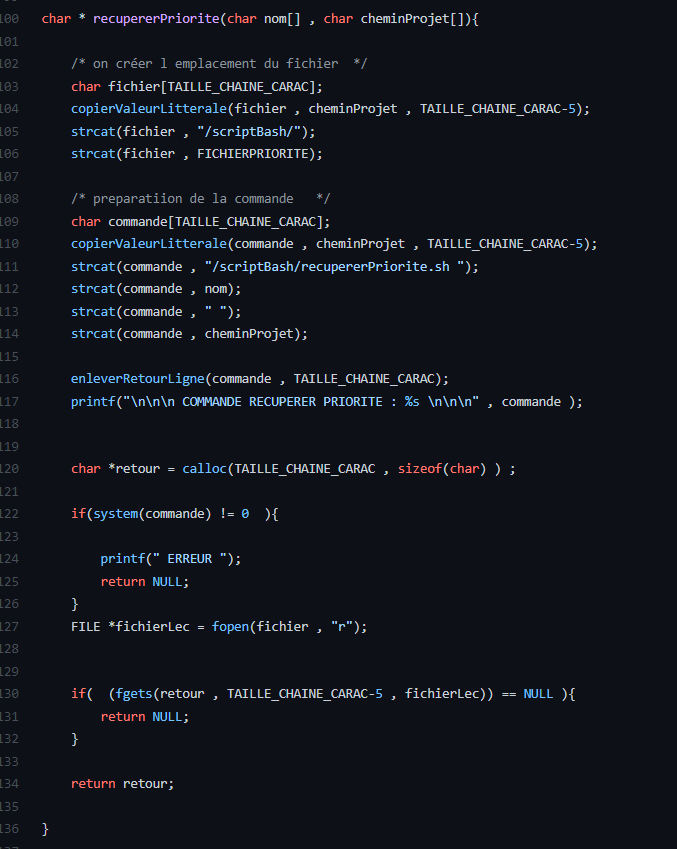 100 char * recupererPriorite(char nom[] , char cheminProjet[]){
101
102 /* on créer l emplacement du fichier  */
103 char fichier[TAILLE_CHAINE_CARAC];
104 copierValeurLitterale(fichier , cheminProjet , TAILLE_CHAINE_CARAC-5);
105 strcat(fichier , "/scriptBash/");
106 strcat(fichier , FICHIERPRIORITE);
107
108 /* preparatiion de la commande   */
109 char commande[TAILLE_CHAINE_CARAC];
110 copierValeurLitterale(commande , cheminProjet , TAILLE_CHAINE_CARAC-5);
111 strcat(commande , "/scriptBash/recupererPriorite.sh ");
112 strcat(commande , nom);
113 strcat(commande , " ");
114 strcat(commande , cheminProjet);
115
116 enleverRetourLigne(commande , TAILLE_CHAINE_CARAC);
117 printf("\n\n\n COMMANDE RECUPERER PRIORITE : %s \n\n\n" , commande );
118
119
120 char *retour = calloc(TAILLE_CHAINE_CARAC , sizeof(char) ) ;
121
122 if(system(commande) != 0  ){
123
124 printf(" ERREUR ");
125 return NULL;
126 }
127 FILE *fichierLec = fopen(fichier , "r");
128
129
130 if(  (fgets(retour , TAILLE_CHAINE_CARAC-5 , fichierLec)) == NULL ){
131 return NULL;
132 }
133
134 return retour;
135
136 }